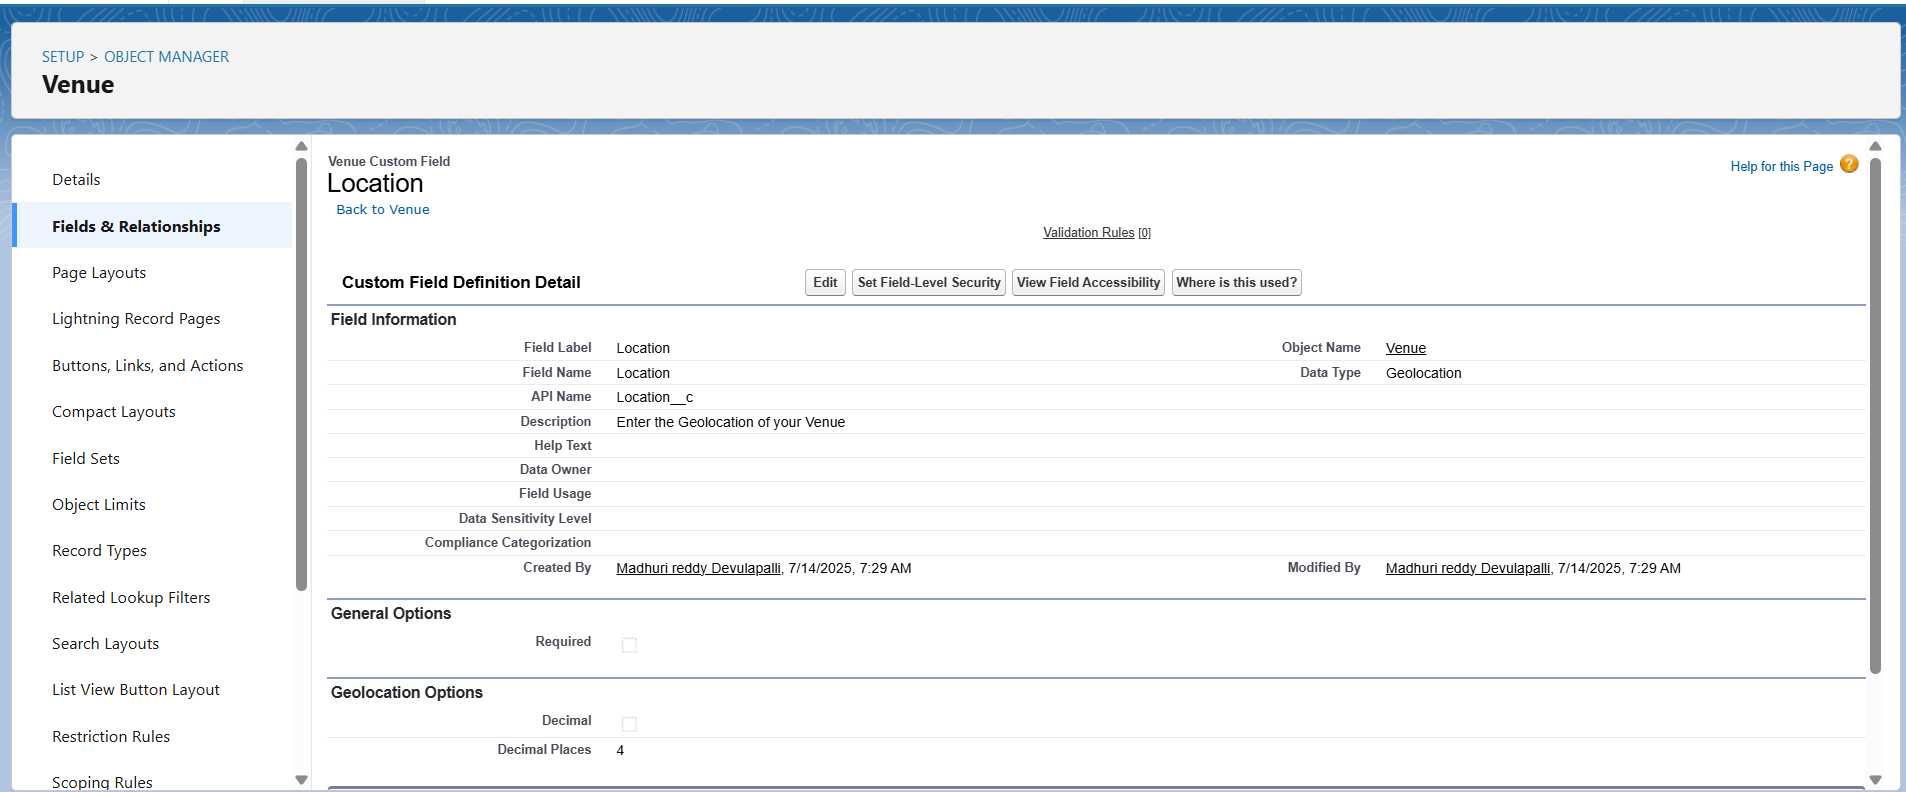 SETUP > OBJECT MANAGER
Venue
Details
Fields & Relationships
Page Layouts
Lightning Record Pages
Buttons, Links, and Actions
Compact Layouts
Field Sets
Object Limits
Record Types
Related Lookup Filters
Search Layouts
List View Button Layout
Restriction Rules
Scoping Rules
Venue Custom Field
Location
Back to Venue
Help for this Page ?
Validation Rules [0]
Custom Field Definition Detail Edit Set Field-Level Security View Field Accessibility Where is this used?
Field Information
Field Label Location Object Name Venue
Field Name Location Data Type Geolocation
API Name Location__c
Description Enter the Geolocation of your Venue
Help Text
Data Owner
Field Usage
Data Sensitivity Level
Compliance Categorization
Created By Madhuri reddy Devulapalli, 7/14/2025, 7:29 AM Modified By Madhuri reddy Devulapalli, 7/14/2025, 7:29 AM
General Options
Required
Geolocation Options
Decimal
Decimal Places 4